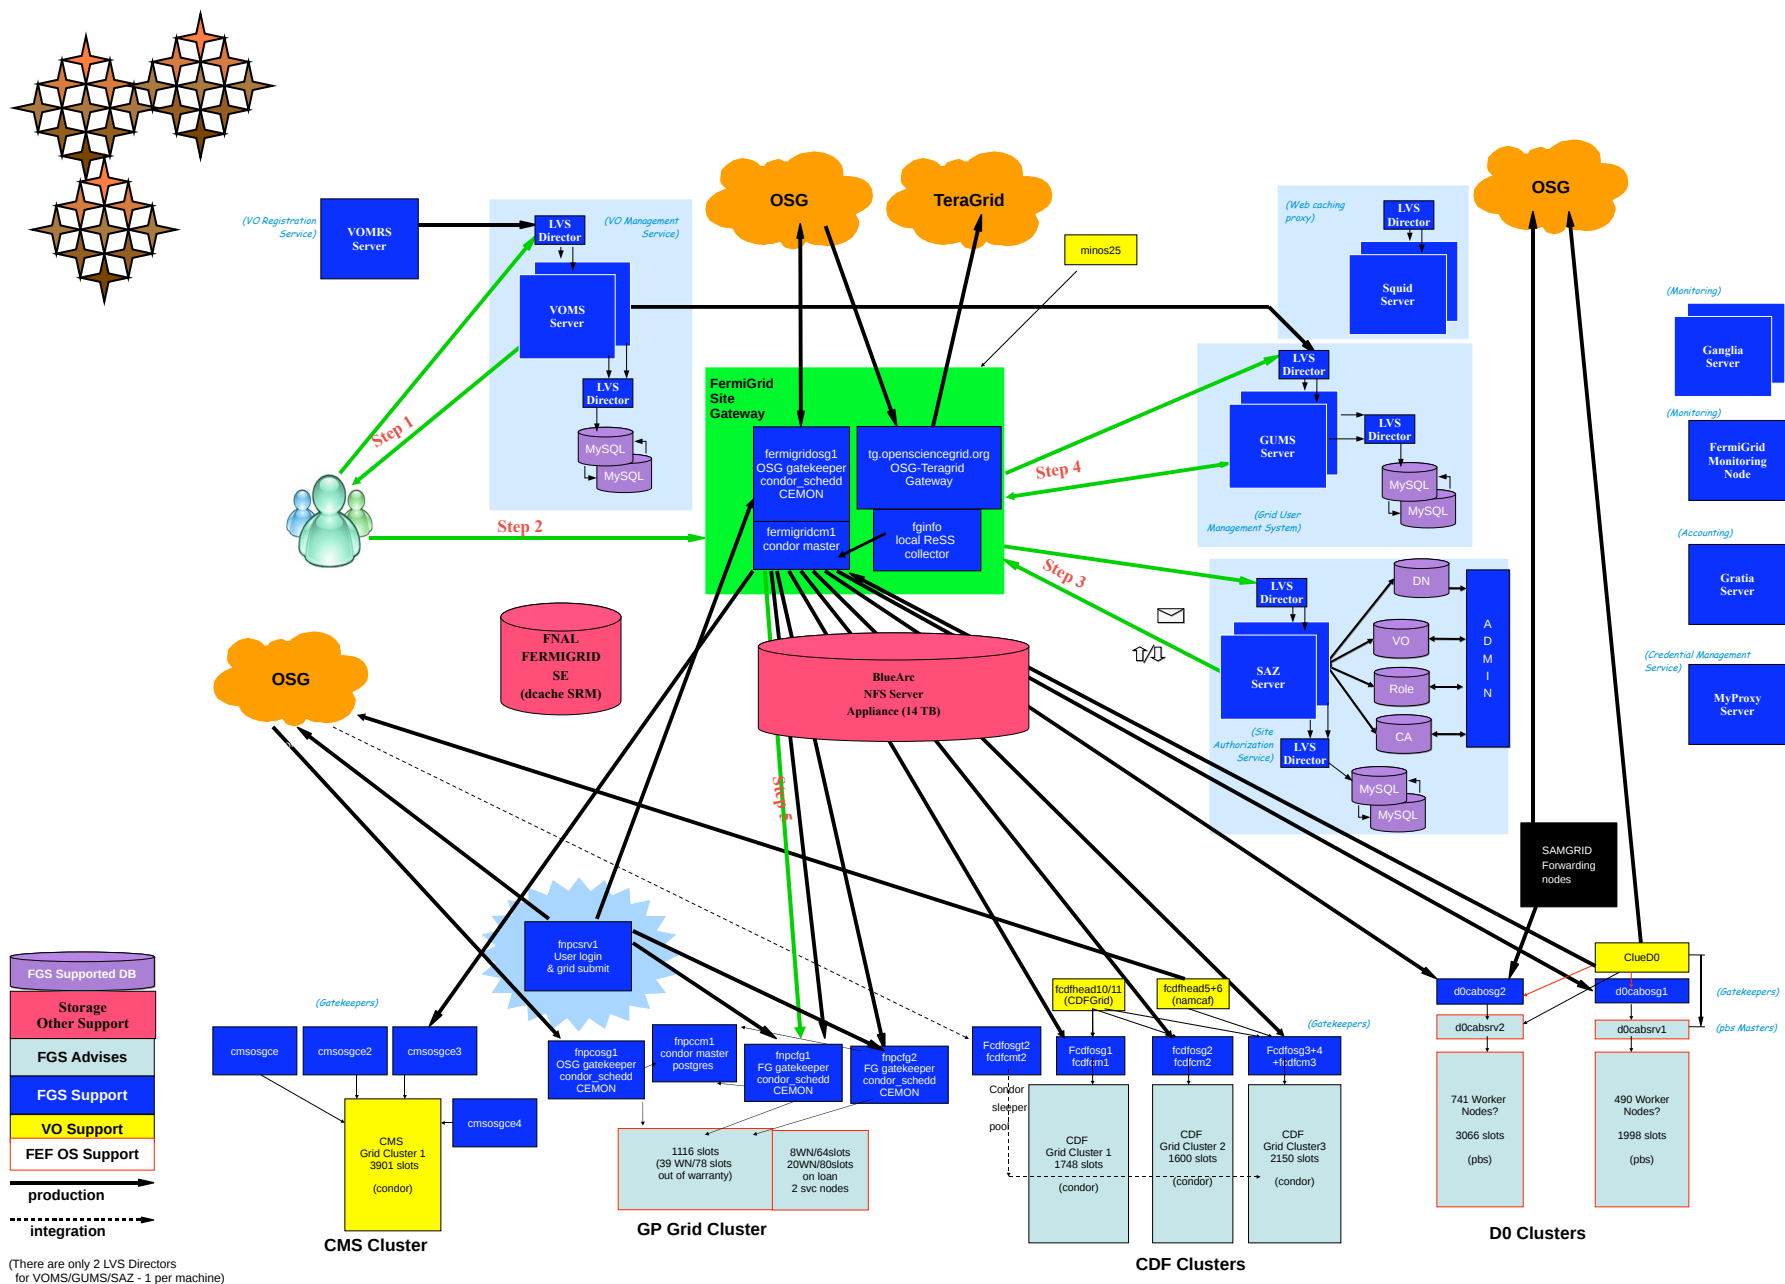 OSG
TeraGrid
OSG
(VO Registration
Service)
VOMRS
Server
LVS
Director
(VO Management
Service)
VOMS
Server
LVS
Director
MySQL
MySQL
minos25
(Web caching
proxy)
LVS
Director
Squid
Server
(Monitoring)
Ganglia
Server
(Monitoring)
FermiGrid
Monitoring
Node
(Accounting)
Gratia
Server
(Credential Management
Service)
MyProxy
Server
LVS
Director
GUMS
Server
LVS
Director
MySQL
MySQL
(Grid User
Management System)
FermiGrid
Site
Gateway
fermigridosg1
OSG gatekeeper
condor_schedd
CEMON
fermigridcm1
condor master
tg.opensciencegrid.org
OSG-Teragrid
Gateway
fginfo
local ReSS
collector
Step 1
Step 2
Step 4
Step 3
Step 5
LVS
Director
SAZ
Server
DN
VO
Role
CA
A
D
M
I
N
(Site
Authorization
Service)
LVS
Director
MySQL
MySQL
FNAL
FERMIGRID
SE
(dcache SRM)
BlueArc
NFS Server
Appliance (14 TB)
OSG
SAMGRID
Forwarding
nodes
fnpcsrv1
User login
& grid submit
ClueD0
fcdfhead10/11
(CDFGrid)
fcdfhead5+6
(namcaf)
d0cabosg2
d0cabosg1
(Gatekeepers)
d0cabsrv2
d0cabsrv1
(pbs Masters)
(Gatekeepers)
(Gatekeepers)
cmsosgce
cmsosgce2
cmsosgce3
cmsosgce4
fnpcosg1
OSG gatekeeper
condor_schedd
CEMON
fnpccm1
condor master
postgres
fnpcfg1
FG gatekeeper
condor_schedd
CEMON
fnpcfg2
FG gatekeeper
condor_schedd
CEMON
Fcdfosgt2
fcdfcmt2
Fcdfosg1
fcdfcm1
fcdfosg2
fcdfcm2
Fcdfosg3+4
+fcdfcm3
Condor
sleeper
pool
CMS
Grid Cluster 1
3901 slots
(condor)
1116 slots
(39 WN/78 slots
out of warranty)
8WN/64slots
20WN/80slots
on loan
2 svc nodes
CDF
Grid Cluster 1
1748 slots
(condor)
CDF
Grid Cluster 2
1600 slots
(condor)
CDF
Grid Cluster3
2150 slots
(condor)
741 Worker
Nodes?
3066 slots
(pbs)
490 Worker
Nodes?
1998 slots
(pbs)
CMS Cluster
GP Grid Cluster
CDF Clusters
D0 Clusters
FGS Supported DB
Storage
Other Support
FGS Advises
FGS Support
VO Support
FEF OS Support
production
integration
(There are only 2 LVS Directors
for VOMS/GUMS/SAZ - 1 per machine)